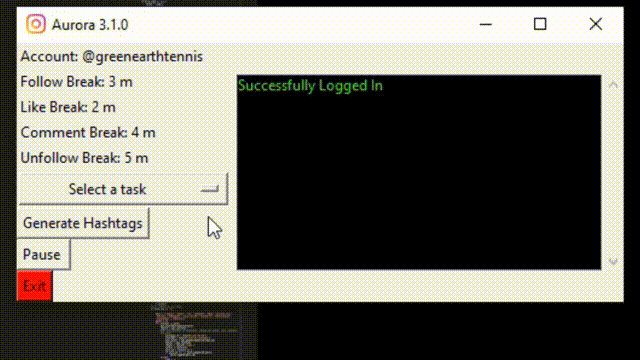 Aurora 3.1.0
Account: @greenearthtennis
Follow Break: 3 m
Like Break: 2 m
Comment Break: 4 m
Unfollow Break: 5 m
Select a task
Generate Hashtags
Pause
Exit
Successfully Logged In